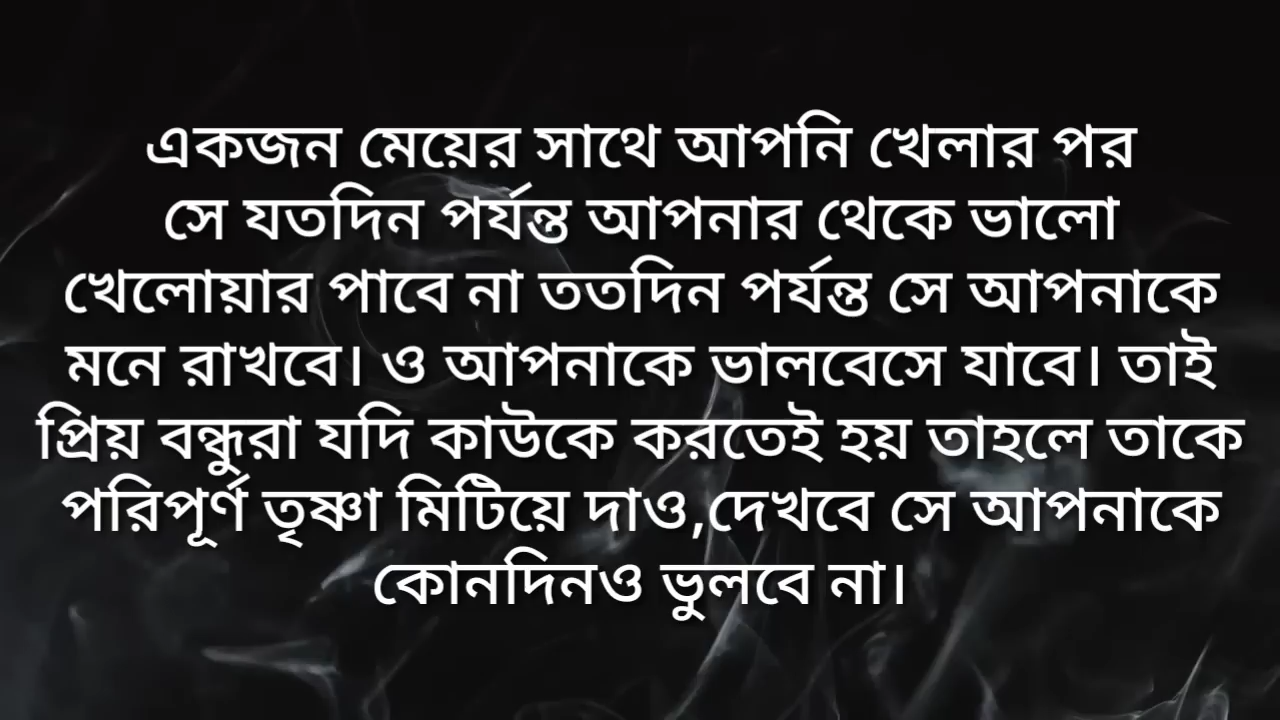 একজন মেয়ের সাথে আপনি খেলার পর
সে যতদিন পর্যন্ত আপনার থেকে ভালো
খেলোয়ার পাবে না ততদিন পর্যন্ত সে আপনাকে
মনে রাখবে। ও আপনাকে ভালবেসে যাবে। তাই
প্রিয় বন্ধুরা যদি কাউকে করতেই হয় তাহলে তাকে
পরিপূর্ণ তৃষ্ণা মিটিয়ে দাও,দেখবে সে আপনাকে
কোনদিনও ভুলবে না।